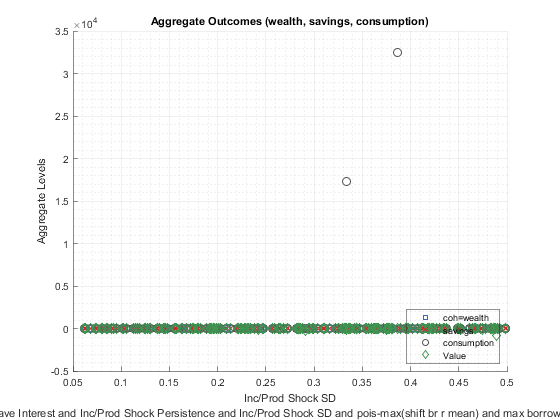 Aggregate Outcomes (wealth, savings, consumption)
×10⁴
3.5
3
2.5
2
1.5
1
0.5
0
-0.5
Aggregate Levels
0.05 0.1 0.15 0.2 0.25 0.3 0.35 0.4 0.45 0.5
coh=wealth
savings
consumption
Value
Inc/Prod Shock SD
ave Interest and Inc/Prod Shock Persistence and Inc/Prod Shock SD and pois-max(shift br r mean) and max borrow